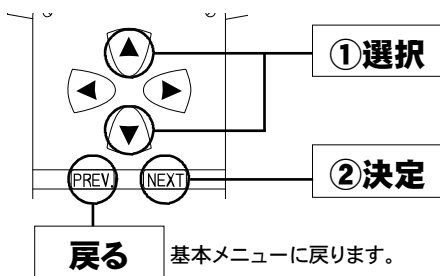 ①選択
PREV.
NEXT
②決定
戻る
基本メニューに戻ります。